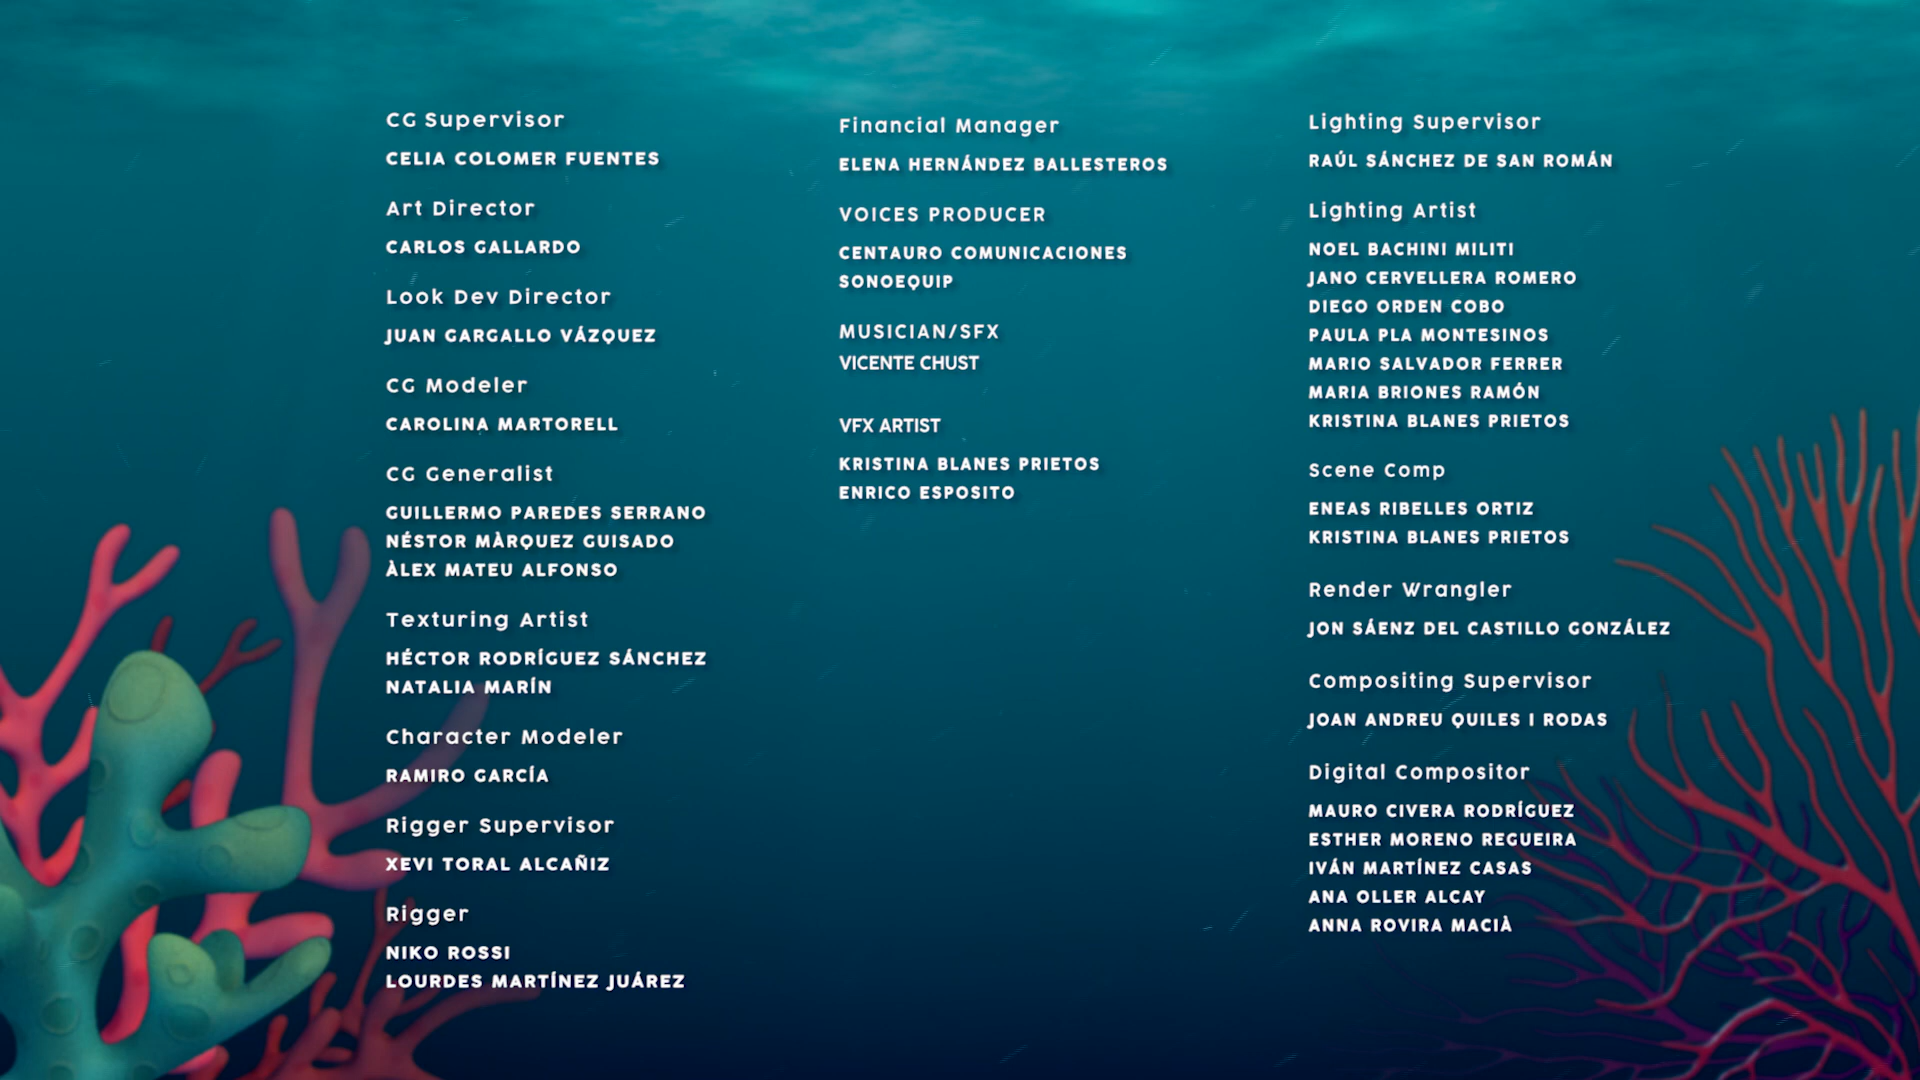 CG Supervisor
CELIA COLOMER FUENTES
Art Director
CARLOS GALLARDO
Look Dev Director
JUAN GARGALLO VÁZQUEZ
CG Modeler
CAROLINA MARTORELL
CG Generalist
GUILLERMO PAREDES SERRANO
NÉSTOR MÀRQUEZ GUISADO
ÀLEX MATEU ALFONSO
Texturing Artist
HÉCTOR RODRÍGUEZ SÁNCHEZ
NATALIA MARÍN
Character Modeler
RAMIRO GARCÍA
Rigger Supervisor
XEVI TORAL ALCAÑIZ
Rigger
NIKO ROSSI
LOURDES MARTÍNEZ JUÁREZ
Financial Manager
ELENA HERNÁNDEZ BALLESTEROS
VOICES PRODUCER
CENTAURO COMUNICACIONES
SONOEQUIP
MUSICIAN/SFX
VICENTE CHUST
VFX ARTIST
KRISTINA BLANES PRIETOS
ENRICO ESPOSITO
Lighting Supervisor
RAÚL SÁNCHEZ DE SAN ROMÁN
Lighting Artist
NOEL BACHINI MILITI
JANO CERVELLERA ROMERO
DIEGO ORDEN COBO
PAULA PLA MONTESINOS
MARIO SALVADOR FERRER
MARIA BRIONES RAMÓN
KRISTINA BLANES PRIETOS
Scene Comp
ENEAS RIBELLES ORTIZ
KRISTINA BLANES PRIETOS
Render Wrangler
JON SÁENZ DEL CASTILLO GONZÁLEZ
Compositing Supervisor
JOAN ANDREU QUILES I RODAS
Digital Compositor
MAURO CIVERA RODRÍGUEZ
ESTHER MORENO REGUEIRA
IVÁN MARTÍNEZ CASAS
ANA OLLER ALCAY
ANNA ROVIRA MACIÀ